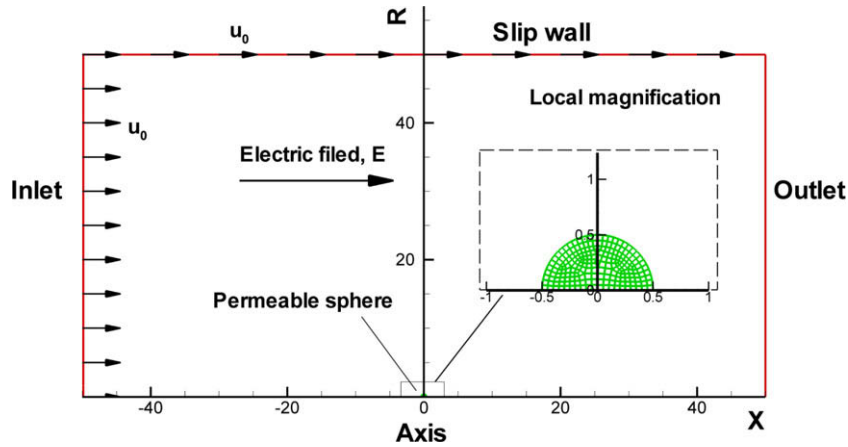 R
u0
Slip wall
Local magnification
40
u0
Electric filed, E
1
Inlet
Outlet
0.5
20
Permeable sphere
0
-1 -0.5 0 0.5 1
-40 -20 0 20 40
Axis
X